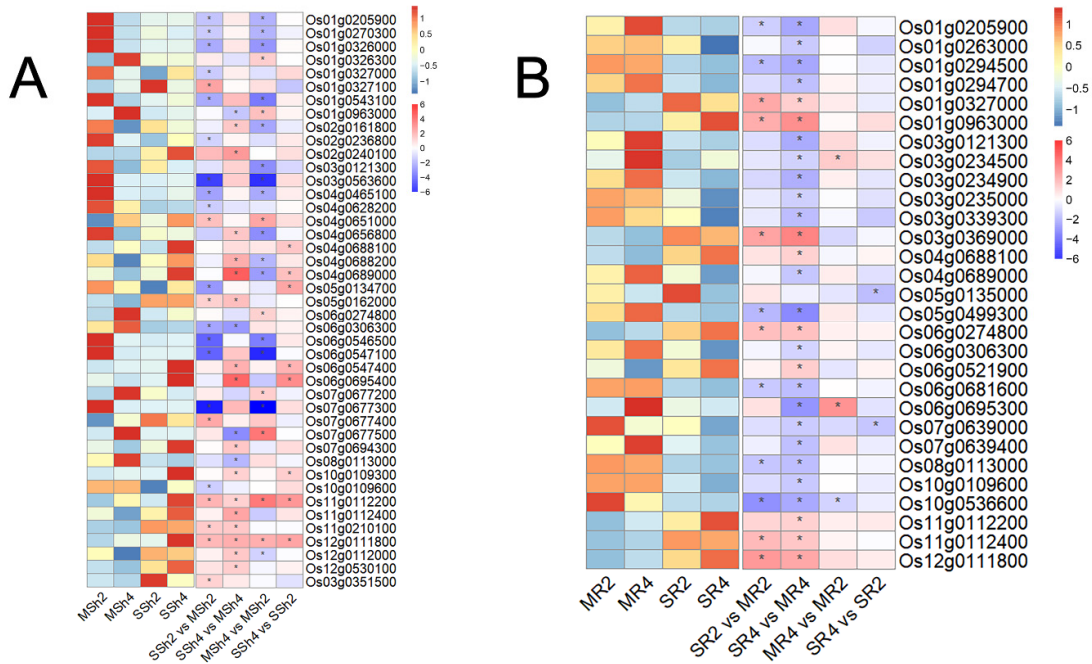 A
Os01g0205900
Os01g0270300
Os01g0326000
Os01g0326300
Os01g0327000
Os01g0327100
Os01g0543100
Os01g0963000
Os02g0161800
Os02g0236800
Os02g0240100
Os03g0121300
Os03g0563600
Os04g0465100
Os04g0628200
Os04g0651000
Os04g0656800
Os04g0688100
Os04g0688200
Os04g0689000
Os05g0134700
Os05g0162000
Os06g0274800
Os06g0306300
Os06g0546500
Os06g0547100
Os06g0547400
Os06g0695400
Os07g0677200
Os07g0677300
Os07g0677400
Os07g0677500
Os07g0694300
Os08g0113000
Os10g0109300
Os10g0109600
Os11g0112200
Os11g0112400
Os11g0210100
Os12g0111800
Os12g0112000
Os12g0530100
Os03g0351500
MSh2
MSh4
SSh2
SSh4
SSh2 vs MSh2
SSh4 vs MSh4
MSh4 vs MSh2
SSh4 vs SSh2
1
0.5
0
-0.5
-1
6
4
2
0
-2
-4
-6
B
Os01g0205900
Os01g0263000
Os01g0294500
Os01g0294700
Os01g0327000
Os01g0963000
Os03g0121300
Os03g0234500
Os03g0234900
Os03g0235000
Os03g0339300
Os03g0369000
Os04g0688100
Os04g0689000
Os05g0135000
Os05g0499300
Os06g0274800
Os06g0306300
Os06g0521900
Os06g0681600
Os06g0695300
Os07g0639000
Os07g0639400
Os08g0113000
Os10g0109600
Os10g0536600
Os11g0112200
Os11g0112400
Os12g0111800
MR2
MR4
SR2
SR4
SR2 vs MR2
SR4 vs MR4
MR4 vs MR2
SR4 vs SR2
1
0.5
0
-0.5
-1
6
4
2
0
-2
-4
-6